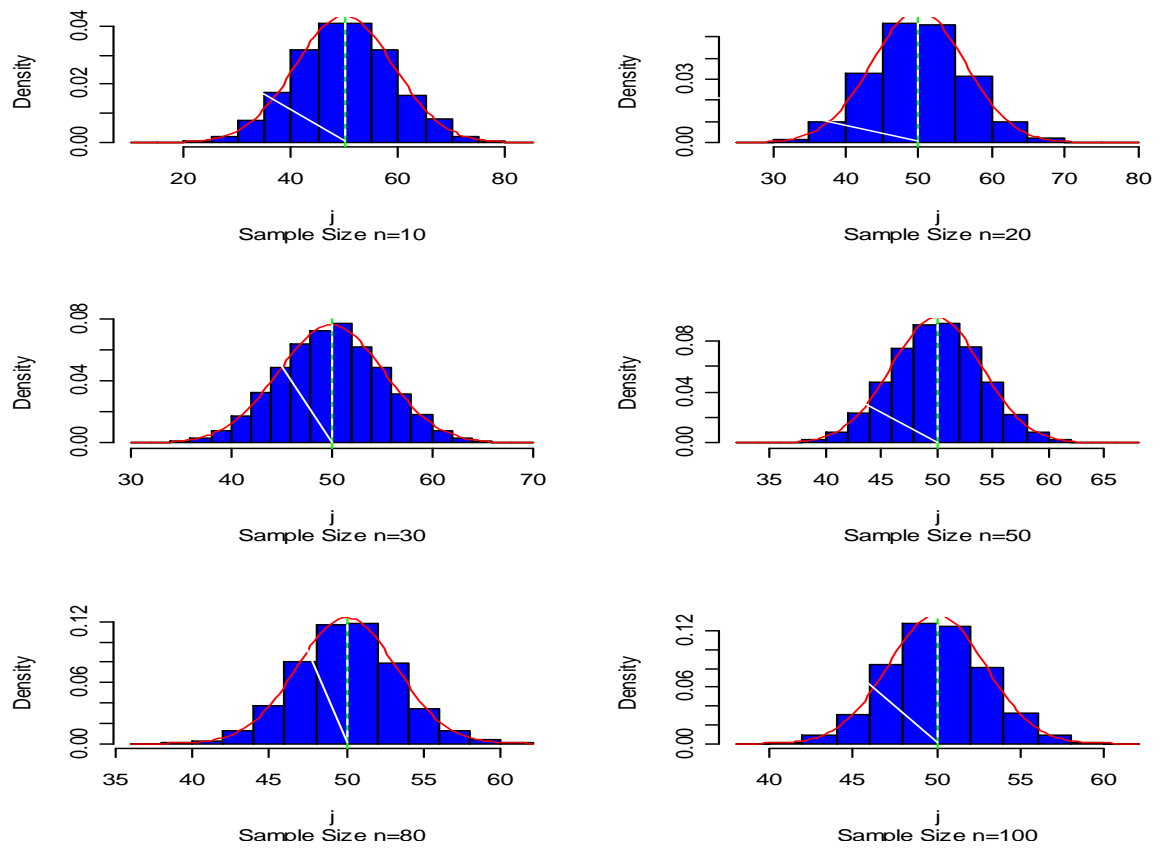 Density
0.00 0.02 0.04
20 40 60 80
j
Sample Size n=10
Density
0.00 0.03
30 40 50 60 70 80
j
Sample Size n=20
Density
0.00 0.04 0.08
30 40 50 60 70
j
Sample Size n=30
Density
0.00 0.04 0.08
35 40 45 50 55 60 65
j
Sample Size n=50
Density
0.00 0.06 0.12
35 40 45 50 55 60
j
Sample Size n=80
Density
0.00 0.06 0.12
40 45 50 55 60
j
Sample Size n=100